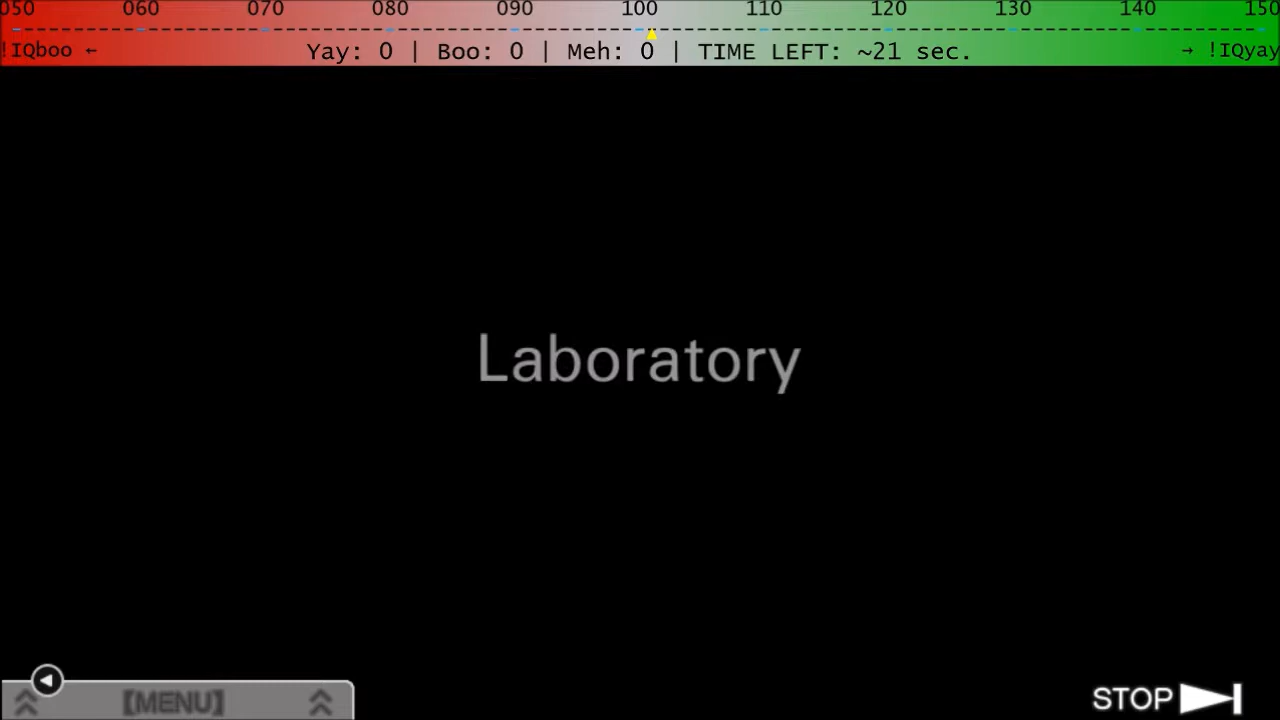 050 060 070 080 090 100 110 120 130 140 150
!IQboo ← Yay: 0 | Boo: 0 | Meh: 0 | TIME LEFT: ~21 sec. → !IQyay
Laboratory
【MENU】
STOP